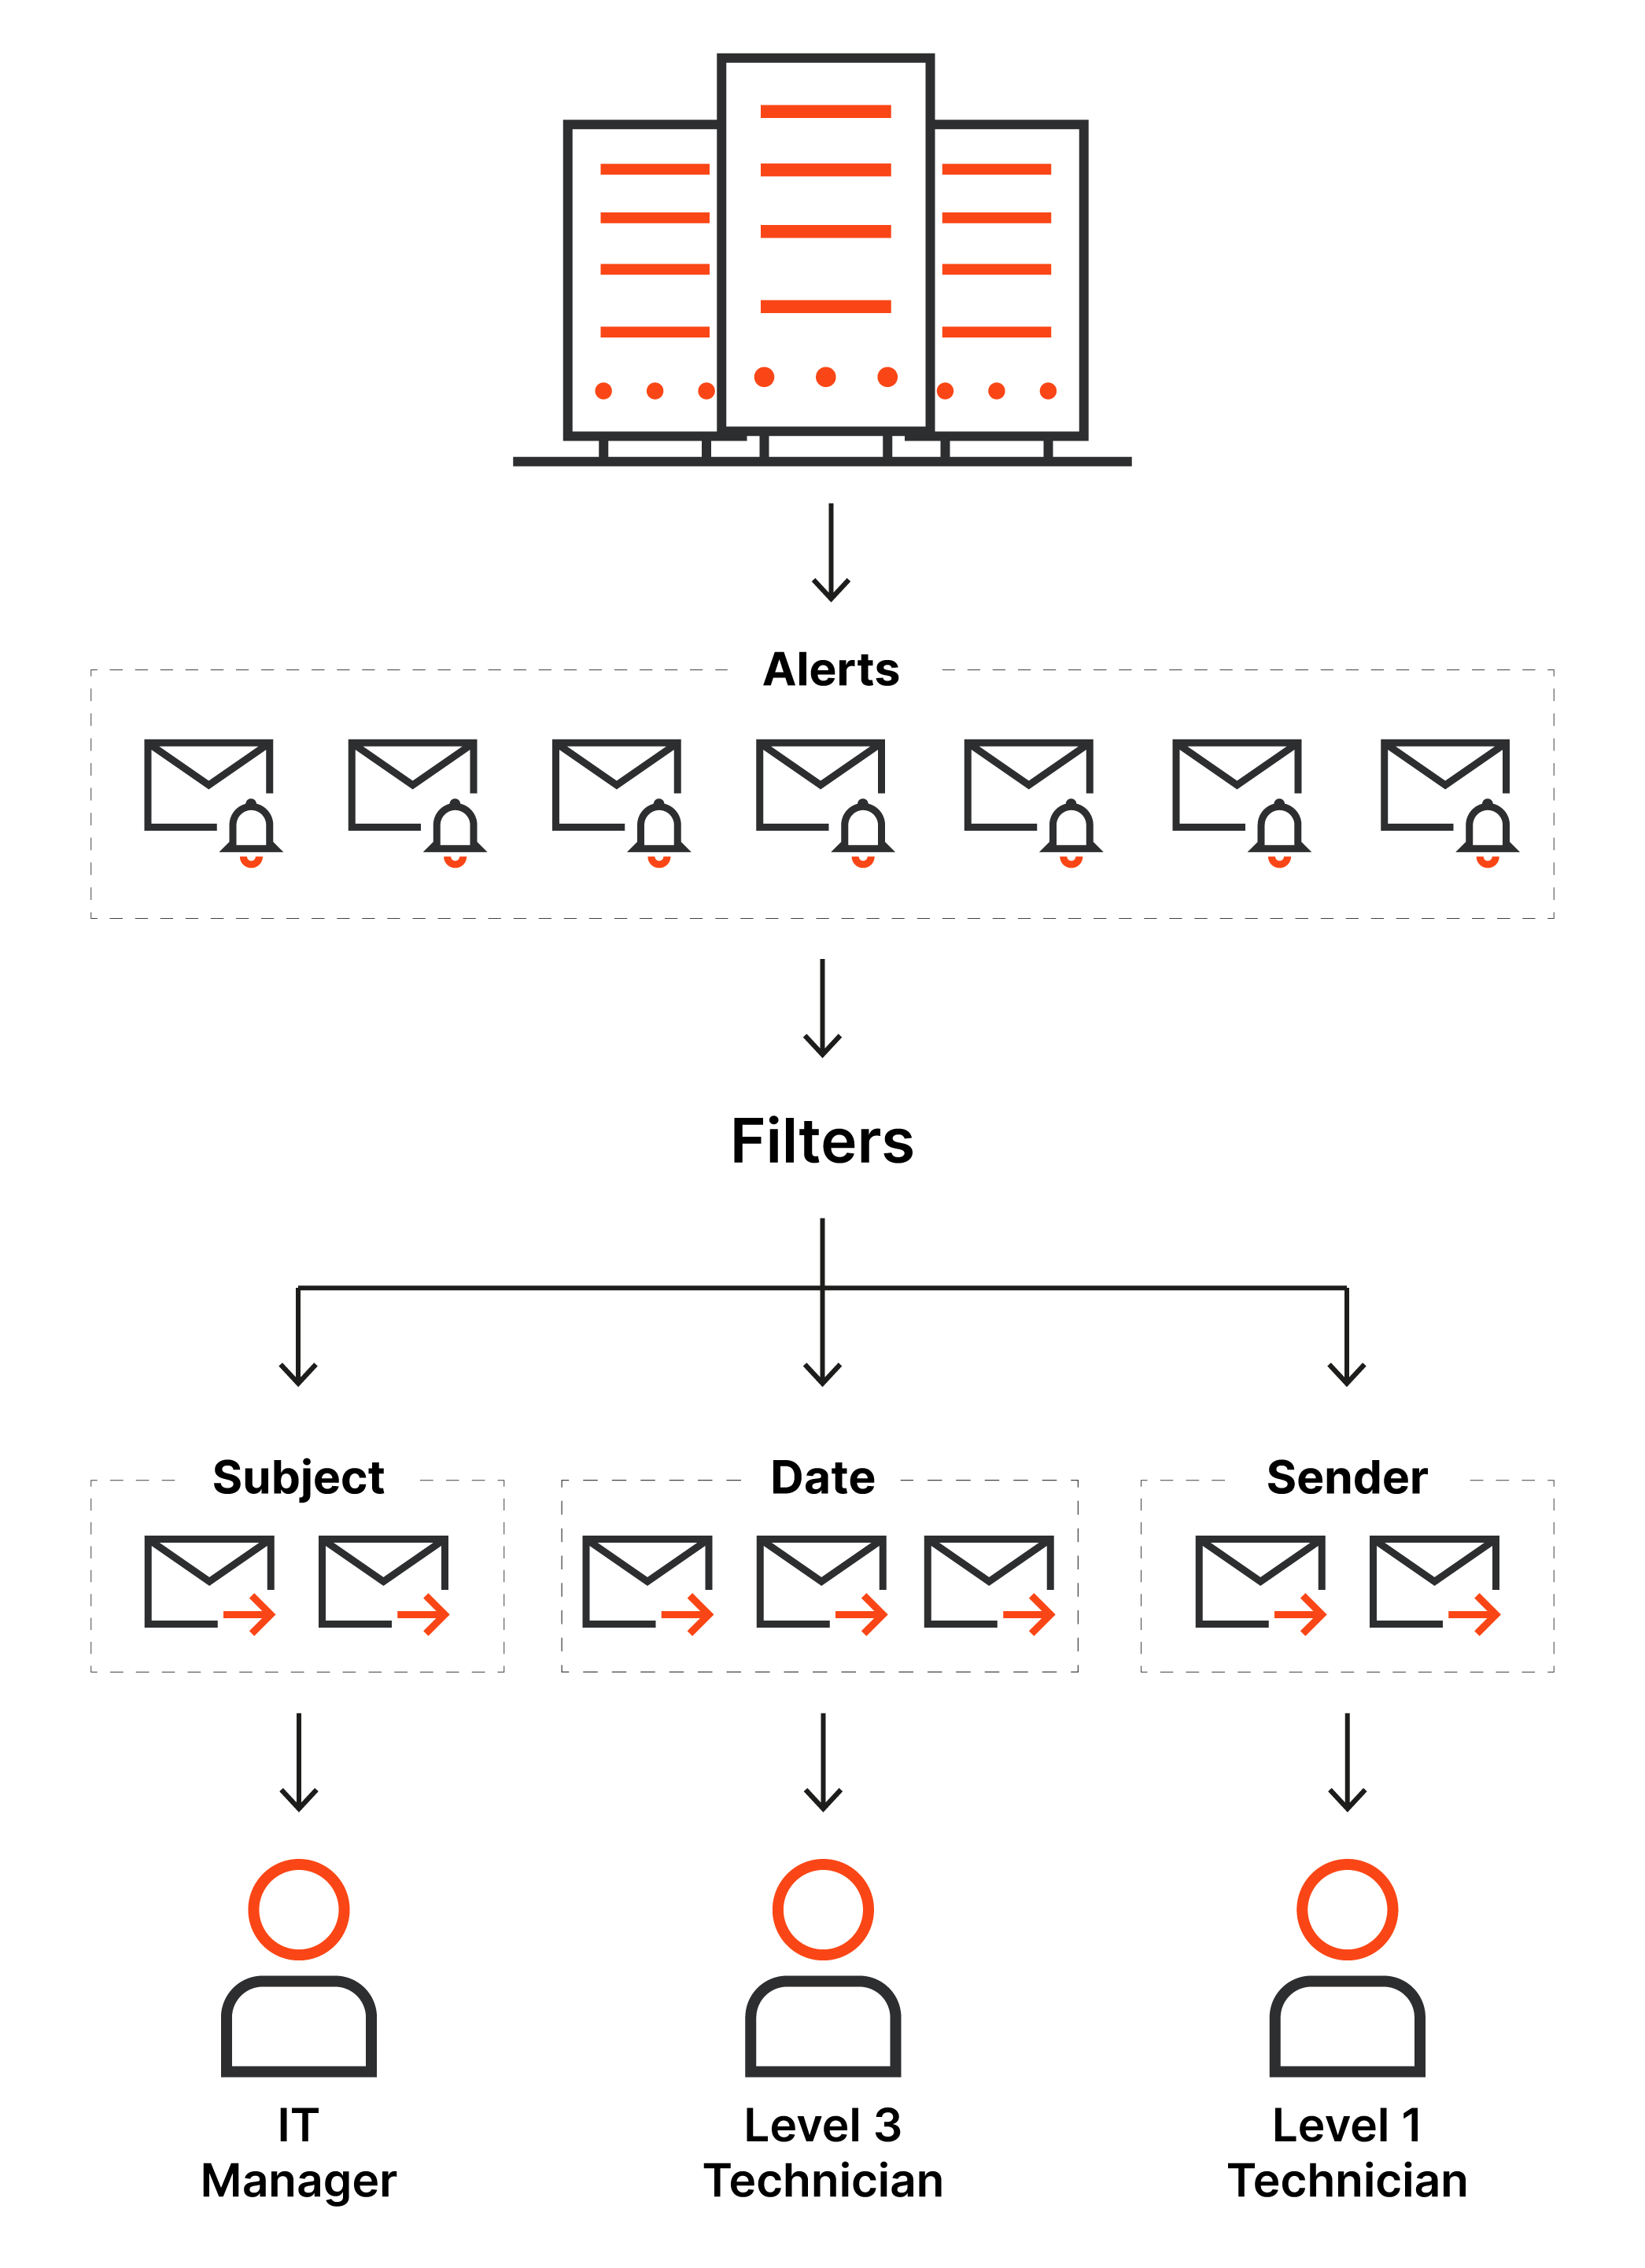 Alerts
Filters
Subject
Date
Sender
IT
Manager
Level 3
Technician
Level 1
Technician